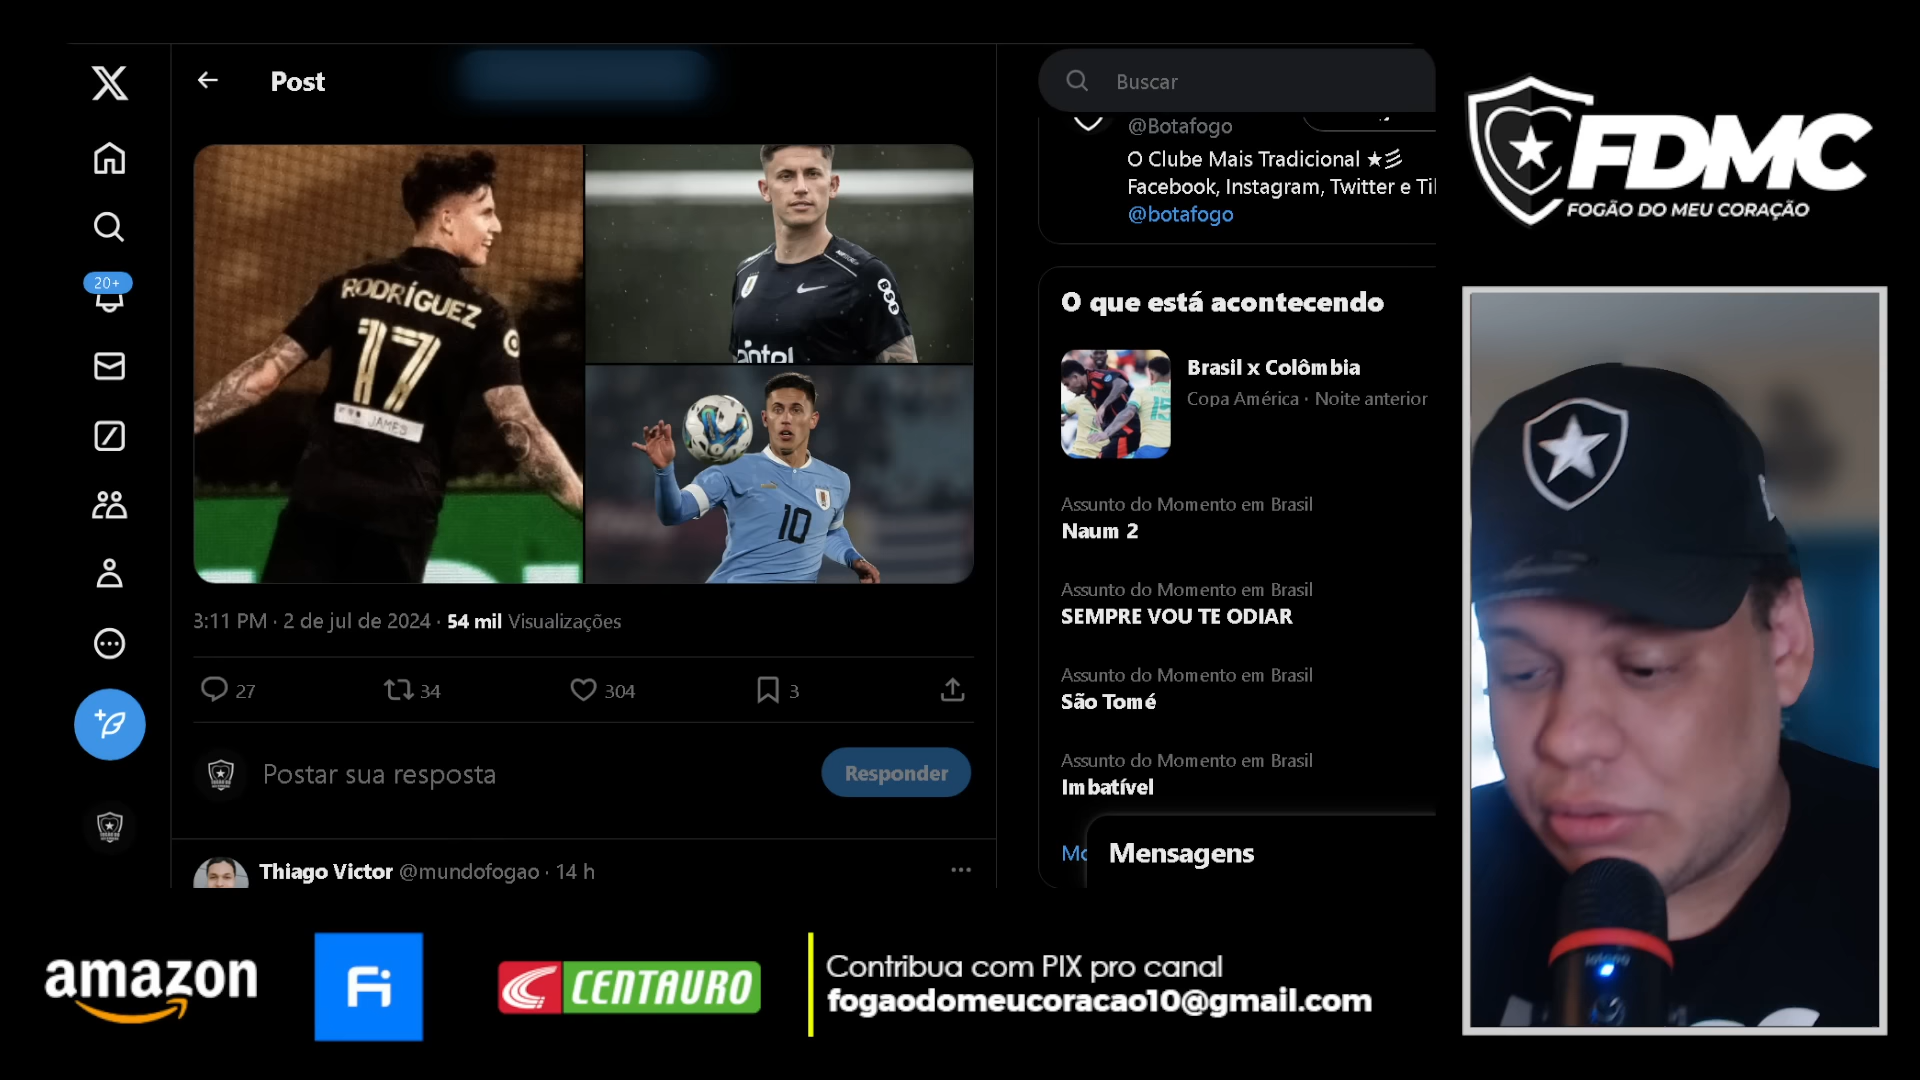 Post
RODRÍGUEZ
17
JAMES
antel
10
3:11 PM · 2 de jul de 2024 · 54 mil Visualizações
27
34
304
3
Postar sua resposta
Responder
Thiago Victor @mundofogao · 14 h
20+
Buscar
@Botafogo
O Clube Mais Tradicional
Facebook, Instagram, Twitter e
@botafogo
O que está acontecendo
Brasil x Colômbia
Copa América · Noite anterior
Assunto do Momento em Brasil
Naum 2
Assunto do Momento em Brasil
SEMPRE VOU TE ODIAR
Assunto do Momento em Brasil
São Tomé
Assunto do Momento em Brasil
Imbatível
Mensagens
FDMC
FOGÃO DO MEU CORAÇÃO
amazon
Fi
CENTAURO
Contribua com PIX pro canal
fogaodomeucoracao10@gmail.com